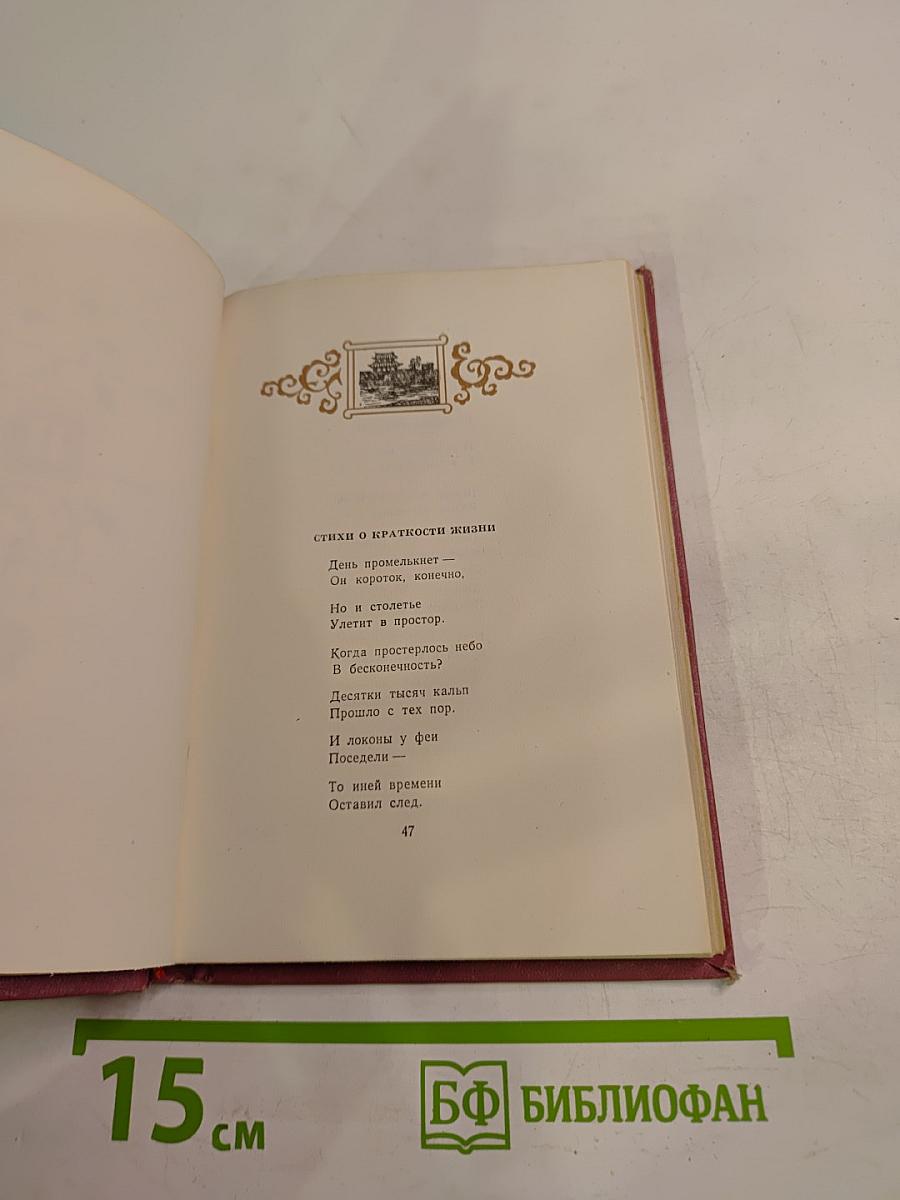 СТИХИ О КРАТКОСТИ ЖИЗНИ
День промелькнет —
Он короток, конечно,
Но и столетье
Улетит в простор.
Когда простерлось небо
В бесконечность?
Десятки тысяч кальп
Прошло с тех пор.
И локоны у феи
Поседели —
То иней времени
Оставил след.
47
15 см
БФ БИБЛИОФАН